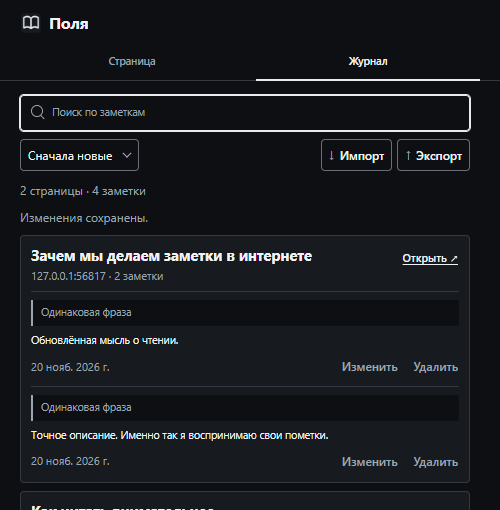 Поля
Страница
Журнал
Поиск по заметкам
Сначала новые
↓ Импорт
↑ Экспорт
2 страницы · 4 заметки
Изменения сохранены.
Зачем мы делаем заметки в интернете
Открыть ↗
127.0.0.1:56817 · 2 заметки
Одинаковая фраза
Обновлённая мысль о чтении.
20 нояб. 2026 г.
Изменить
Удалить
Одинаковая фраза
Точное описание. Именно так я воспринимаю свои пометки.
20 нояб. 2026 г.
Изменить
Удалить